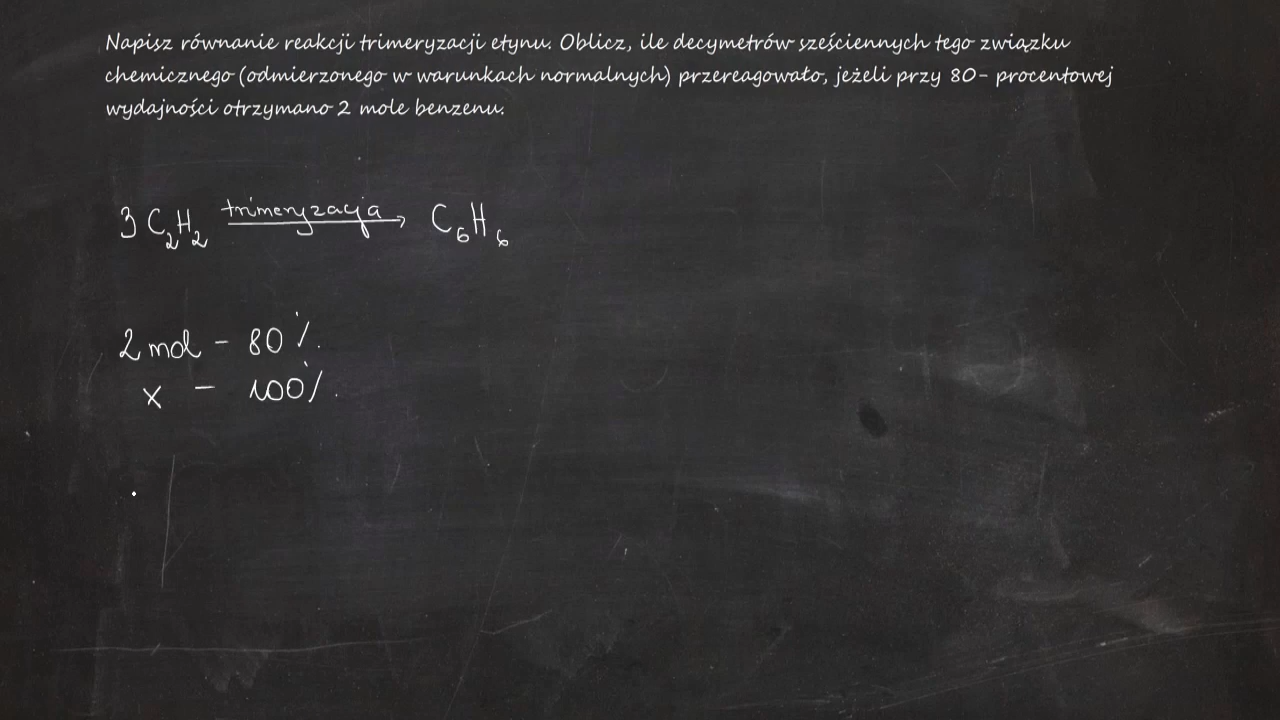 Napisz równanie reakcji trimeryzacji etynu. Oblicz, ile decymetrów sześciennych tego związku
chemicznego (odmierzonego w warunkach normalnych) przereagowało, jeżeli przy 80- procentowej
wydajności otrzymano 2 mole benzenu.
3 C₂H₂ trimeryzacja → C₆H₆
2 mol - 80 %
x - 100%